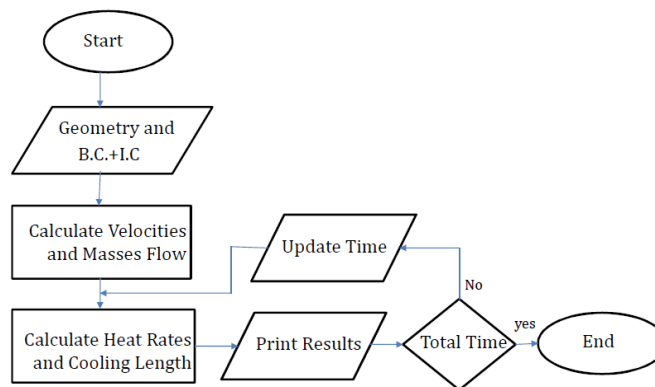 Start
Geometry and
B.C.+I.C
Calculate Velocities
and Masses Flow
Update Time
No
Calculate Heat Rates
and Cooling Length
Print Results
Total Time
yes
End